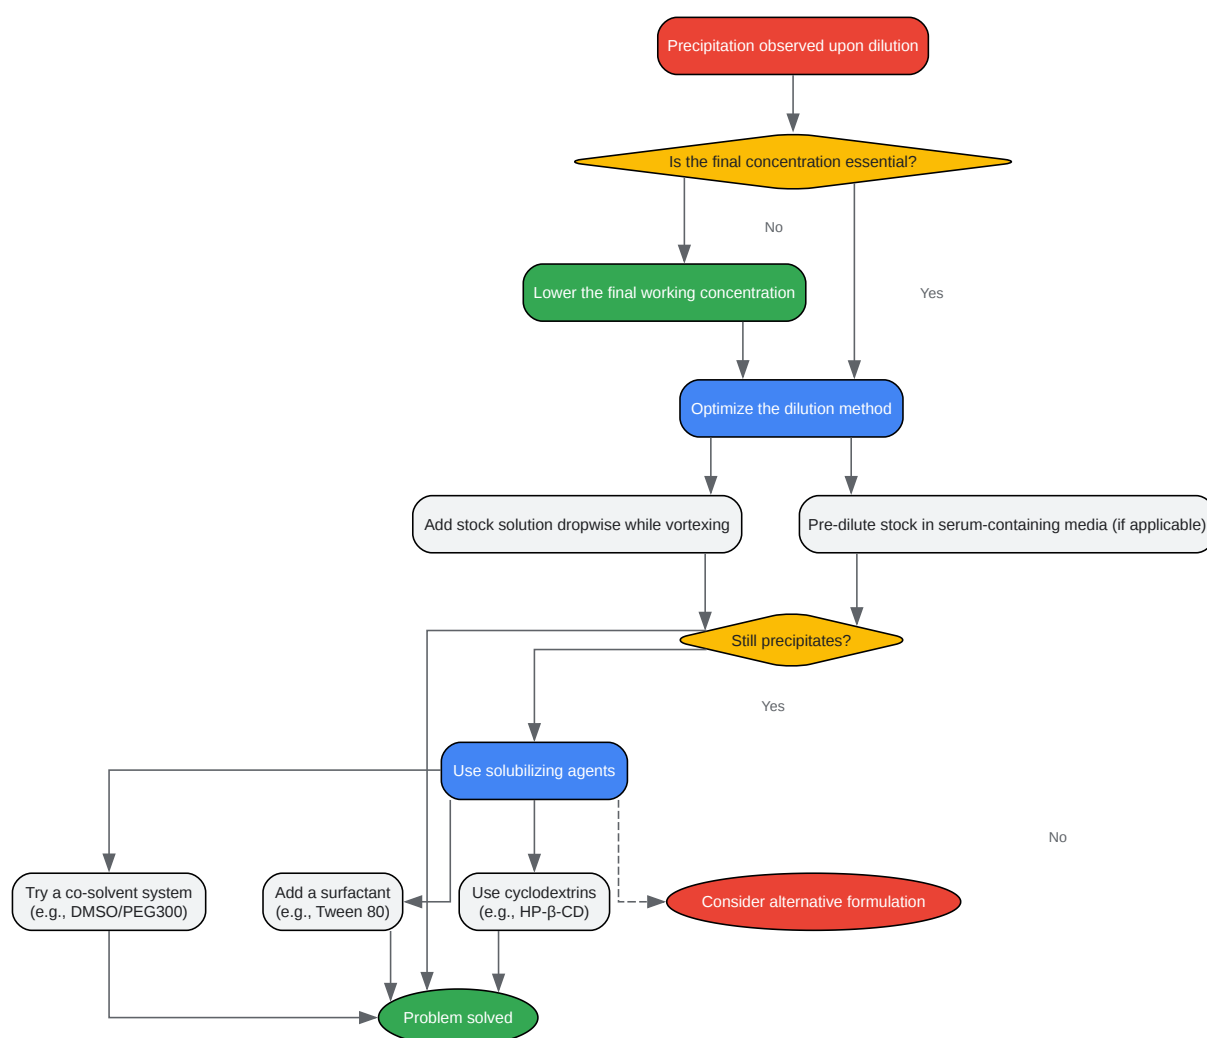 Precipitation observed upon dilution
Is the final concentration essential?
No
Lower the final working concentration
Yes
Optimize the dilution method
Add stock solution dropwise while vortexing
Pre-dilute stock in serum-containing media (if applicable)
Still precipitates?
Yes
Use solubilizing agents
No
Try a co-solvent system
(e.g., DMSO/PEG300)
Add a surfactant
(e.g., Tween 80)
Use cyclodextrins
(e.g., HP-β-CD)
Consider alternative formulation
Problem solved